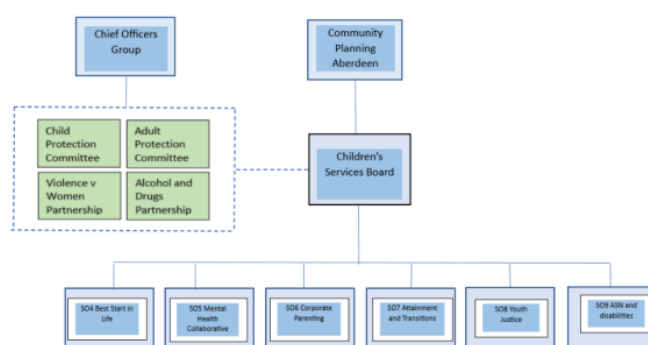 Chief Officers
Group
Community
Planning
Aberdeen
Child
Protection
Committee
Adult
Protection
Committee
Violence v
Women
Partnership
Alcohol and
Drugs
Partnership
Children's
Services Board
SO4 Best Start in
Life
SO5 Mental
Health
Collaborative
SO6 Corporate
Parenting
SO7 Attainment
and Transitions
SO8 Youth
Justice
SO9 ASN and
disabilities